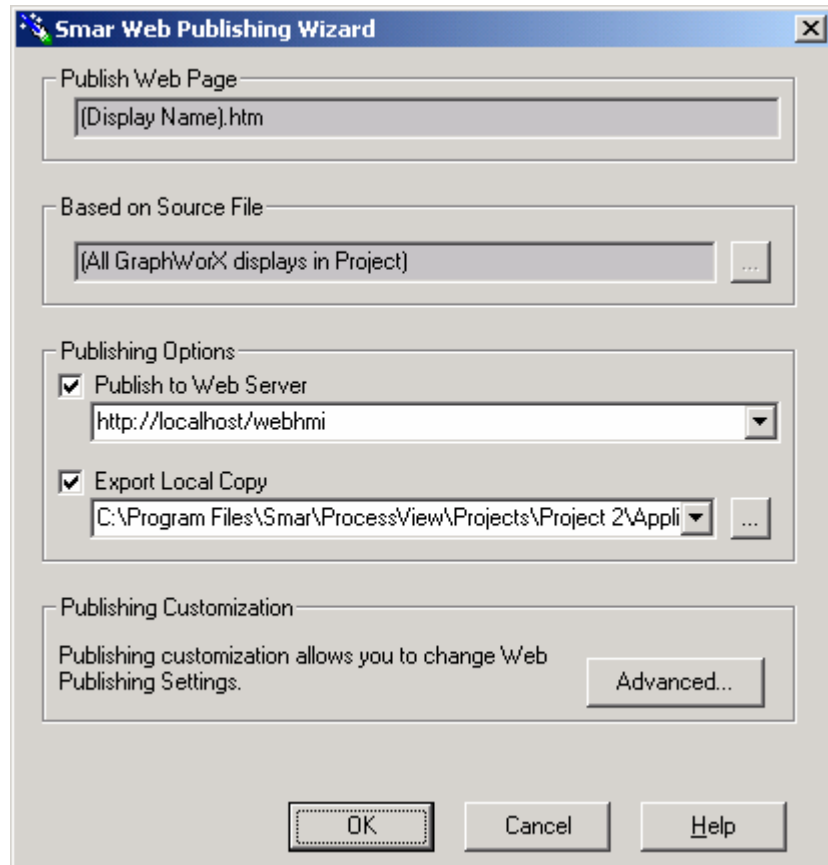 Smar Web Publishing Wizard
Publish Web Page
(Display Name).htm
Based on Source File
(All GraphWorX displays in Project)
...
Publishing Options
Publish to Web Server
http://localhost/webhmi
Export Local Copy
C:\Program Files\Smar\ProcessView\Projects\Project 2\Appli
...
Publishing Customization
Publishing customization allows you to change Web
Publishing Settings.
Advanced...
OK Cancel Help